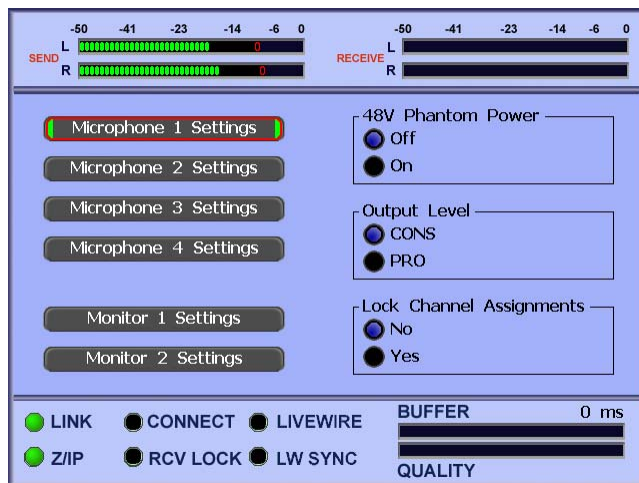 -50 -41 -23 -14 -6 0
SEND L
R
-50 -41 -23 -14 -6 0
RECEIVE L
R
Microphone 1 Settings
Microphone 2 Settings
Microphone 3 Settings
Microphone 4 Settings
Monitor 1 Settings
Monitor 2 Settings
48V Phantom Power
Off
On
Output Level
CONS
PRO
Lock Channel Assignments
No
Yes
LINK CONNECT LIVEWIRE
Z/IP RCV LOCK LW SYNC
BUFFER 0 ms
QUALITY